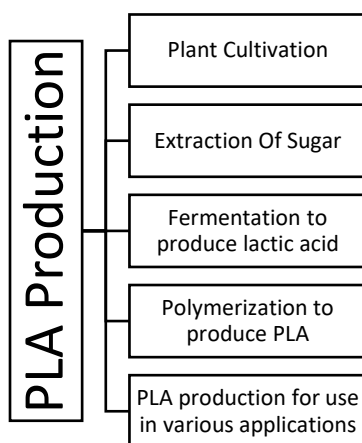 PLA Production
Plant Cultivation
Extraction Of Sugar
Fermentation to
produce lactic acid
Polymerization to
produce PLA
PLA production for use
in various applications